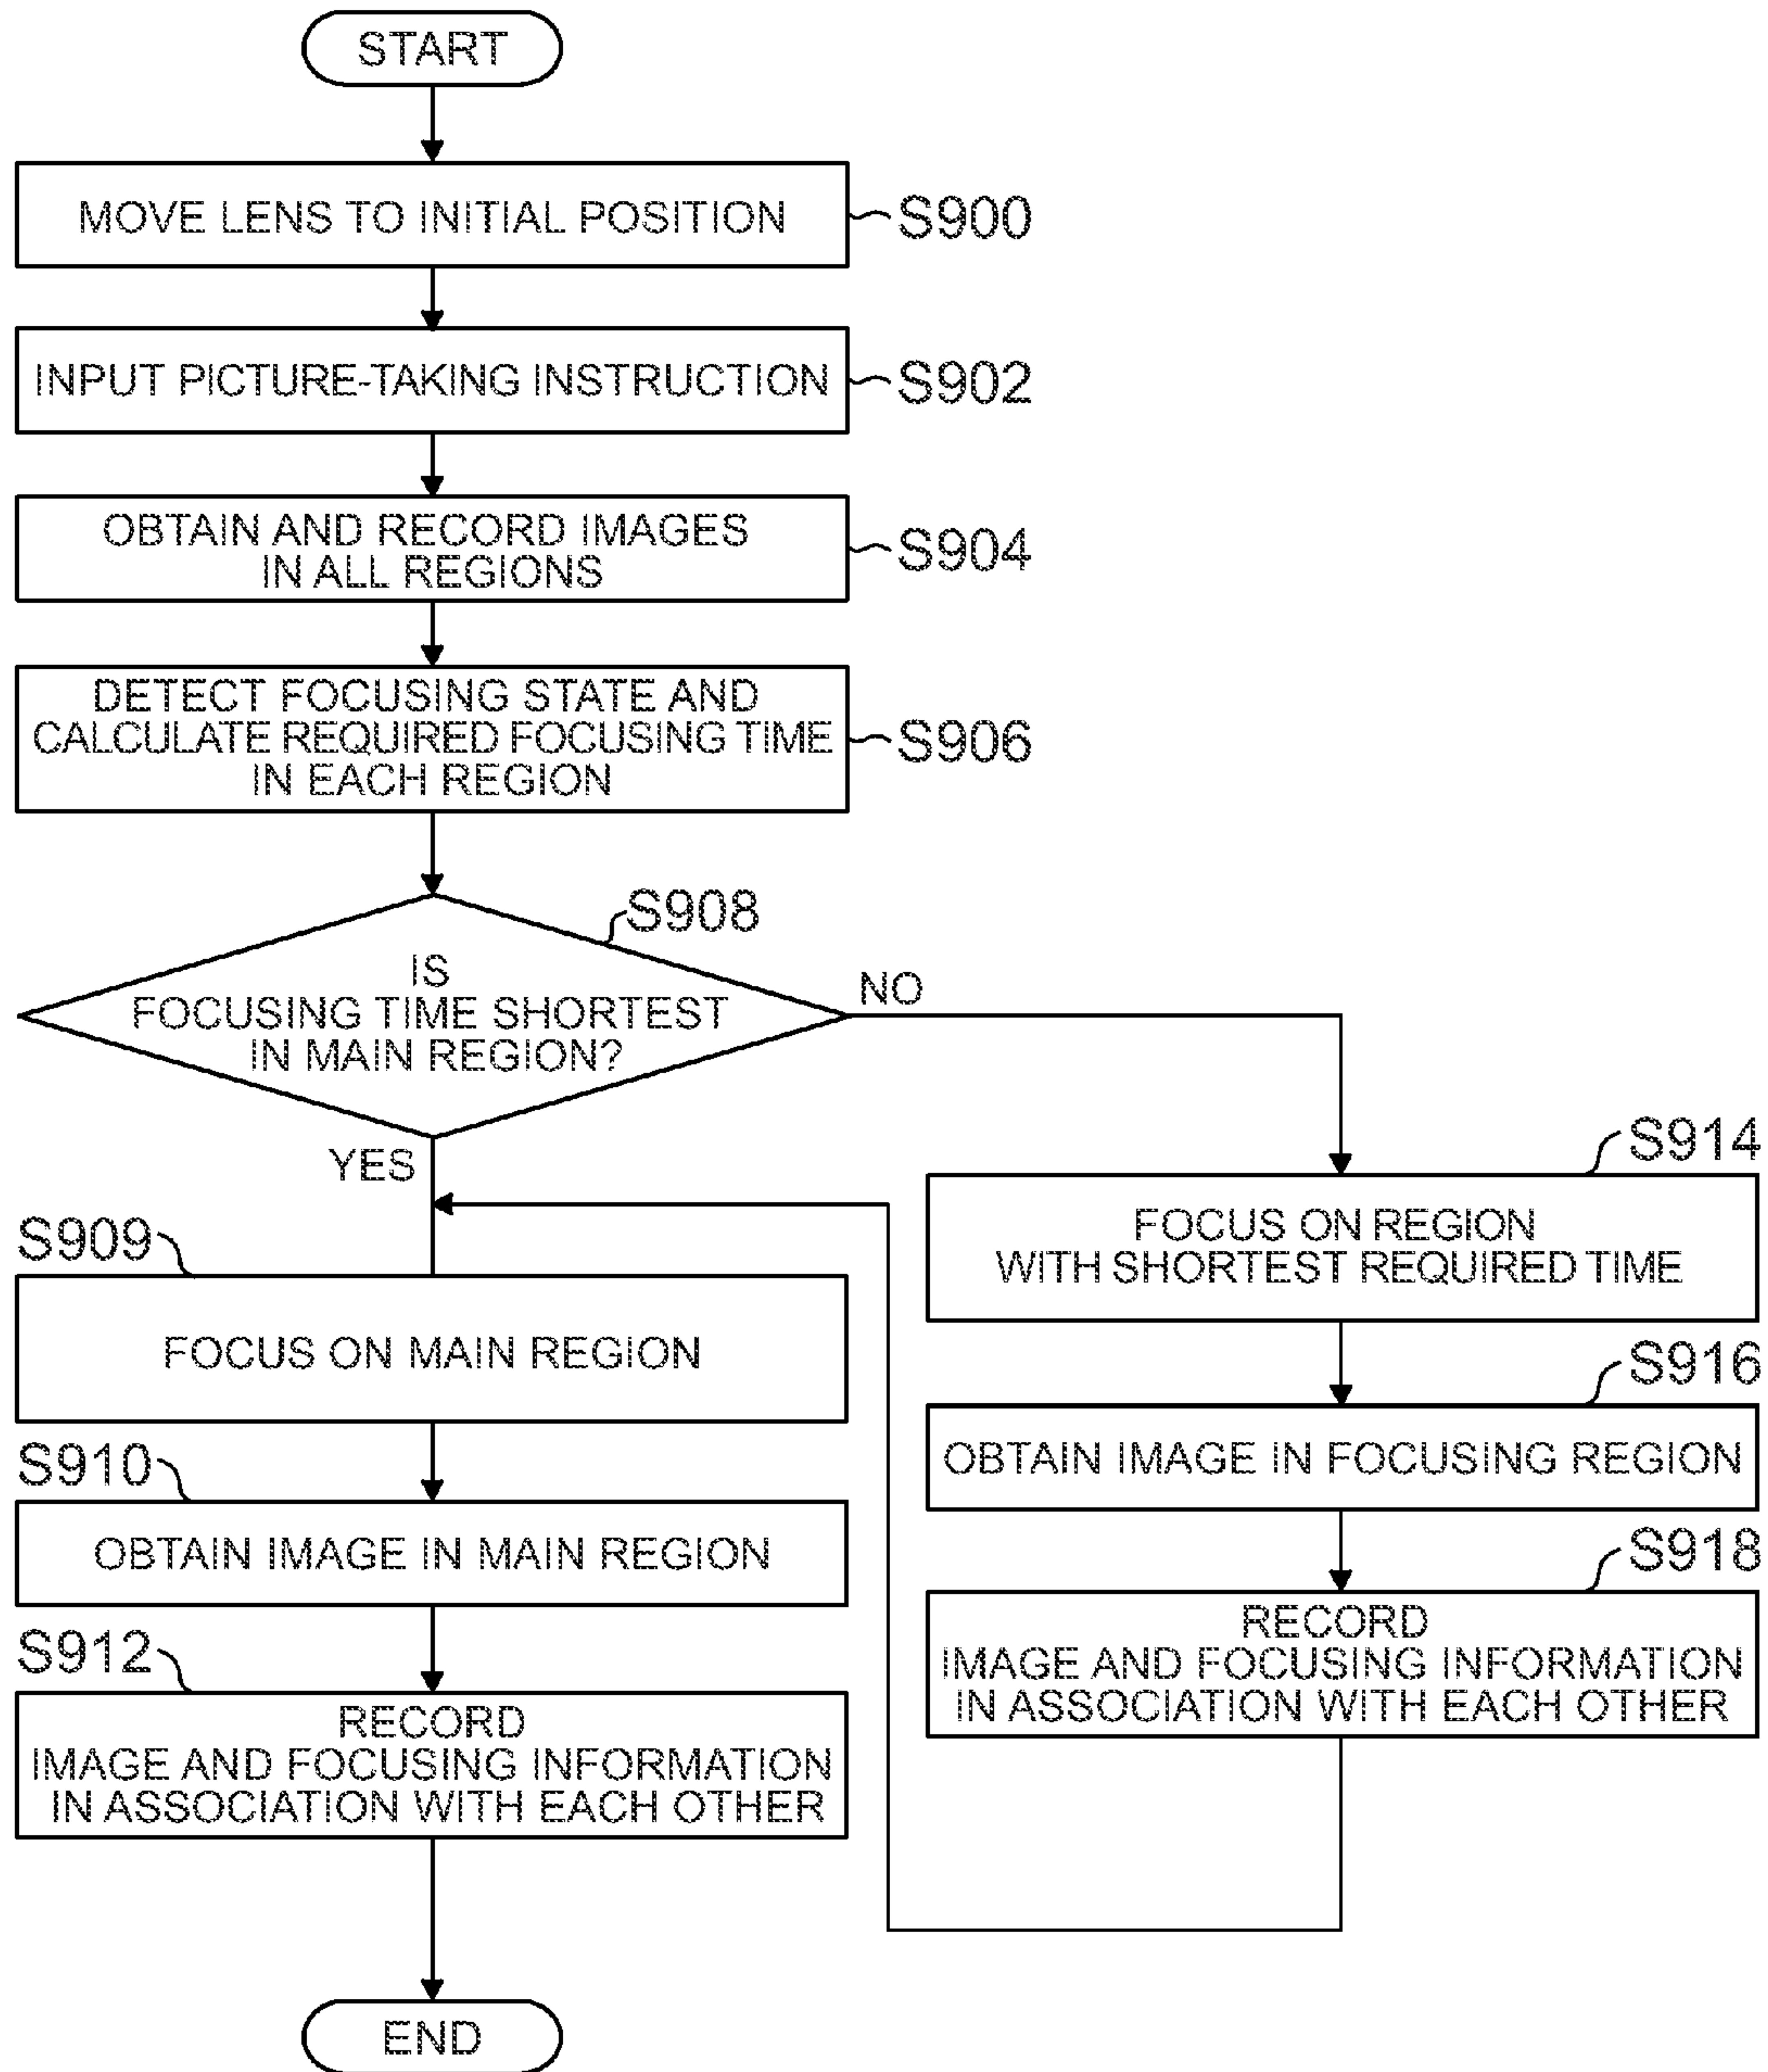 START
MOVE LENS TO INITIAL POSITION
S900
INPUT PICTURE-TAKING INSTRUCTION
S902
OBTAIN AND RECORD IMAGES
IN ALL REGIONS
S904
DETECT FOCUSING STATE AND
CALCULATE REQUIRED FOCUSING TIME
IN EACH REGION
S906
S908
IS
FOCUSING TIME SHORTEST
IN MAIN REGION?
NO
YES
S909
FOCUS ON MAIN REGION
S910
OBTAIN IMAGE IN MAIN REGION
S912
RECORD
IMAGE AND FOCUSING INFORMATION
IN ASSOCIATION WITH EACH OTHER
END
S914
FOCUS ON REGION
WITH SHORTEST REQUIRED TIME
S916
OBTAIN IMAGE IN FOCUSING REGION
S918
RECORD
IMAGE AND FOCUSING INFORMATION
IN ASSOCIATION WITH EACH OTHER